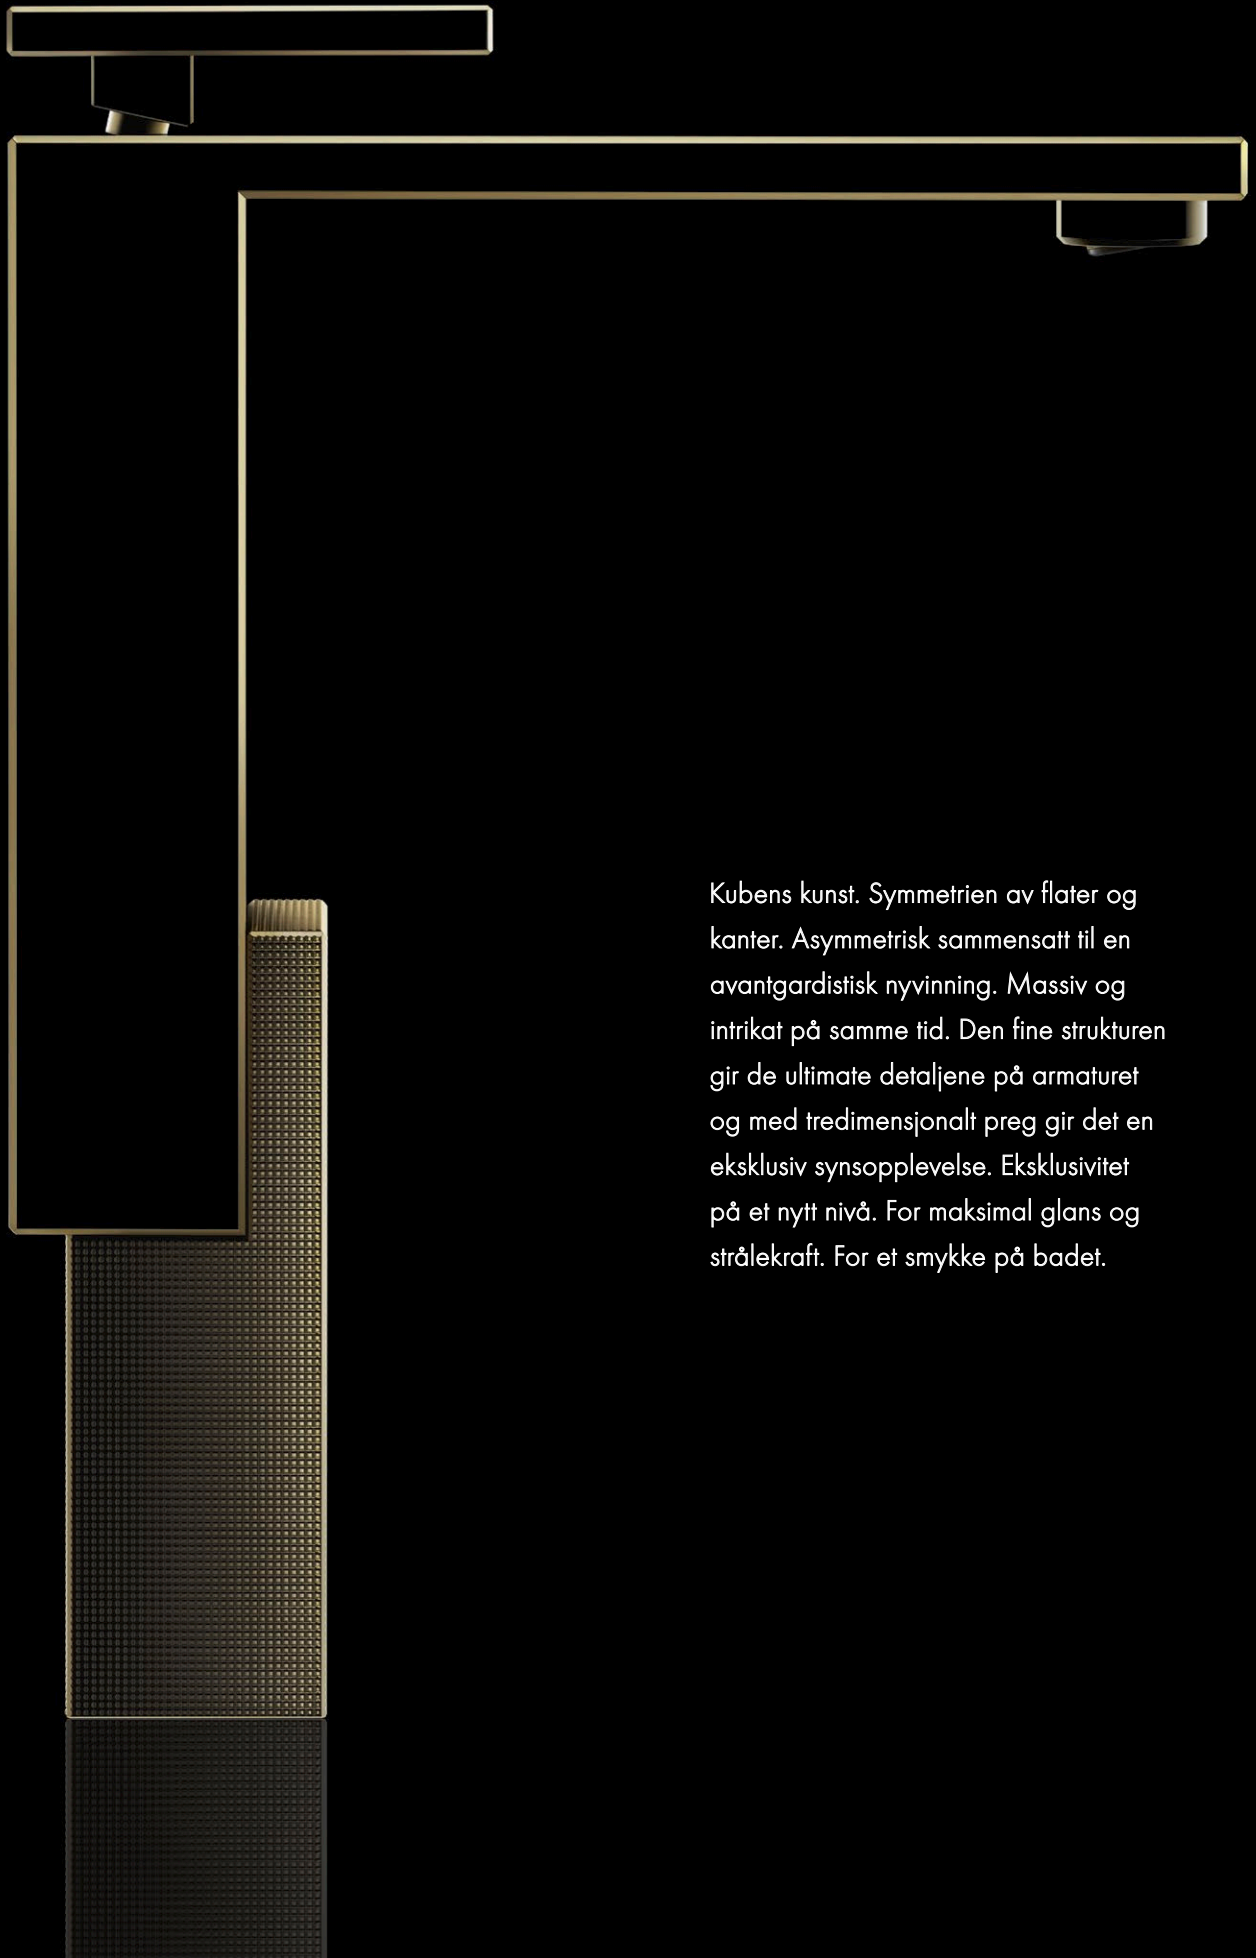 Kubens kunst. Symmetrien av flater og
kanter. Asymmetrisk sammensatt til en
avantgardistisk nyvinning. Massiv og
intrikat på samme tid. Den fine strukturen
gir de ultimate detaljene på armaturet
og med tredimensjonalt preg gir det en
eksklusiv synsopplevelse. Eksklusivitet
på et nytt nivå. For maksimal glans og
strålekraft. For et smykke på badet.